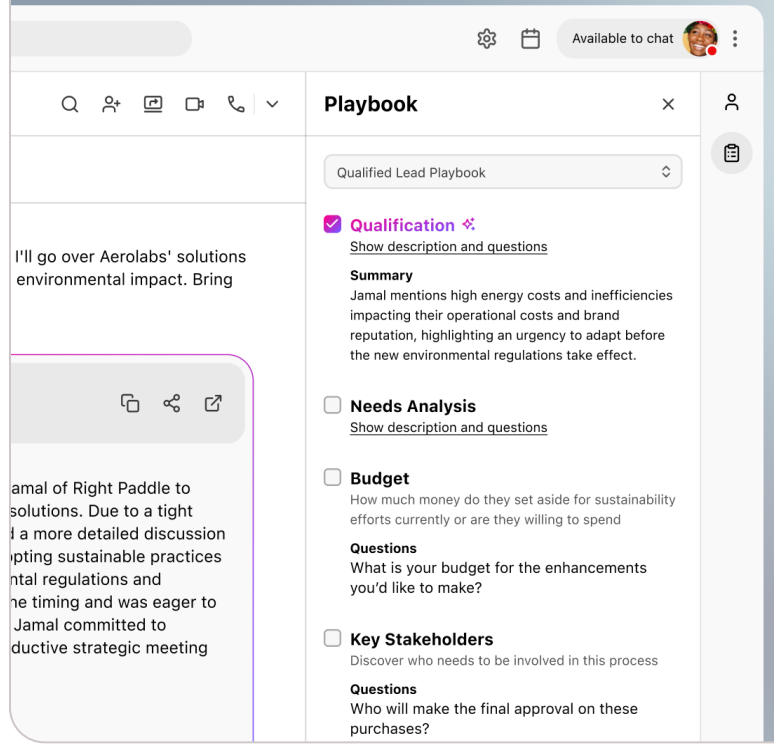 Available to chat
Playbook
Qualified Lead Playbook
I'll go over Aerolabs' solutions
environmental impact. Bring
amal of Right Paddle to
solutions. Due to a tight
a more detailed discussion
opting sustainable practices
ntal regulations and
he timing and was eager to
Jamal committed to
ductive strategic meeting
Qualification
Show description and questions
Summary
Jamal mentions high energy costs and inefficiencies
impacting their operational costs and brand
reputation, highlighting an urgency to adapt before
the new environmental regulations take effect.
Needs Analysis
Show description and questions
Budget
How much money do they set aside for sustainability
efforts currently or are they willing to spend
Questions
What is your budget for the enhancements
you’d like to make?
Key Stakeholders
Discover who needs to be involved in this process
Questions
Who will make the final approval on these
purchases?